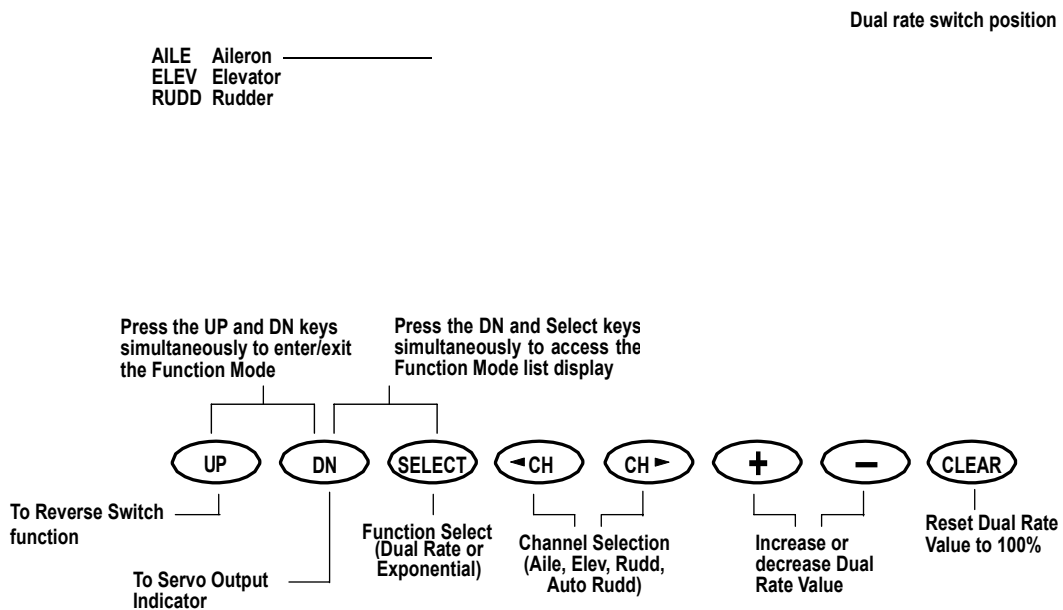 Dual rate switch position
AILE Aileron
ELEV Elevator
RUDD Rudder
Press the UP and DN keys
simultaneously to enter/exit
the Function Mode
Press the DN and Select keys
simultaneously to access the
Function Mode list display
UP
DN
SELECT
◄CH
CH►
+
–
CLEAR
To Reverse Switch
function
To Servo Output
Indicator
Function Select
(Dual Rate or
Exponential)
Channel Selection
(Aile, Elev, Rudd,
Auto Rudd)
Increase or
decrease Dual
Rate Value
Reset Dual Rate
Value to 100%